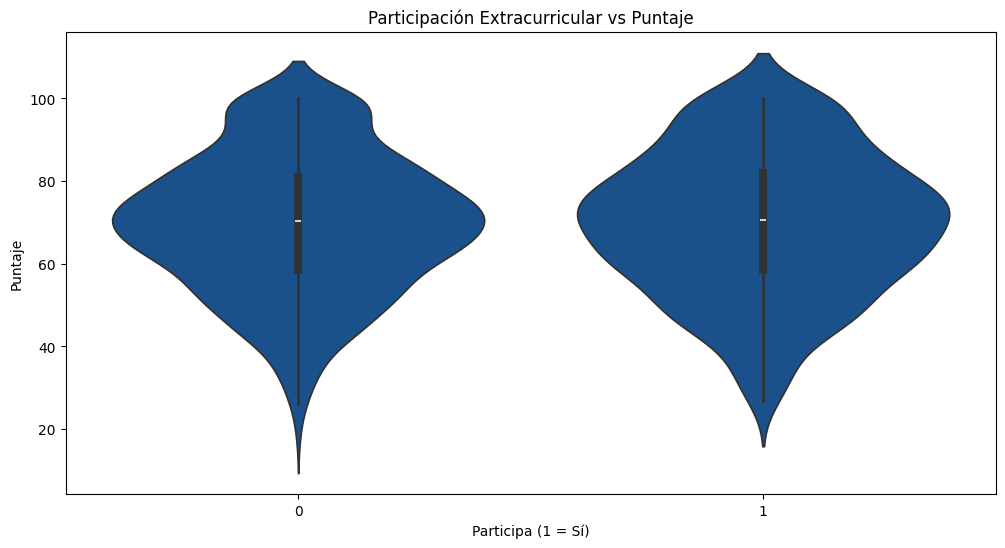 Participación Extracurricular vs Puntaje
Puntaje
100
80
60
40
20
0
1
Participa (1 = Sí)